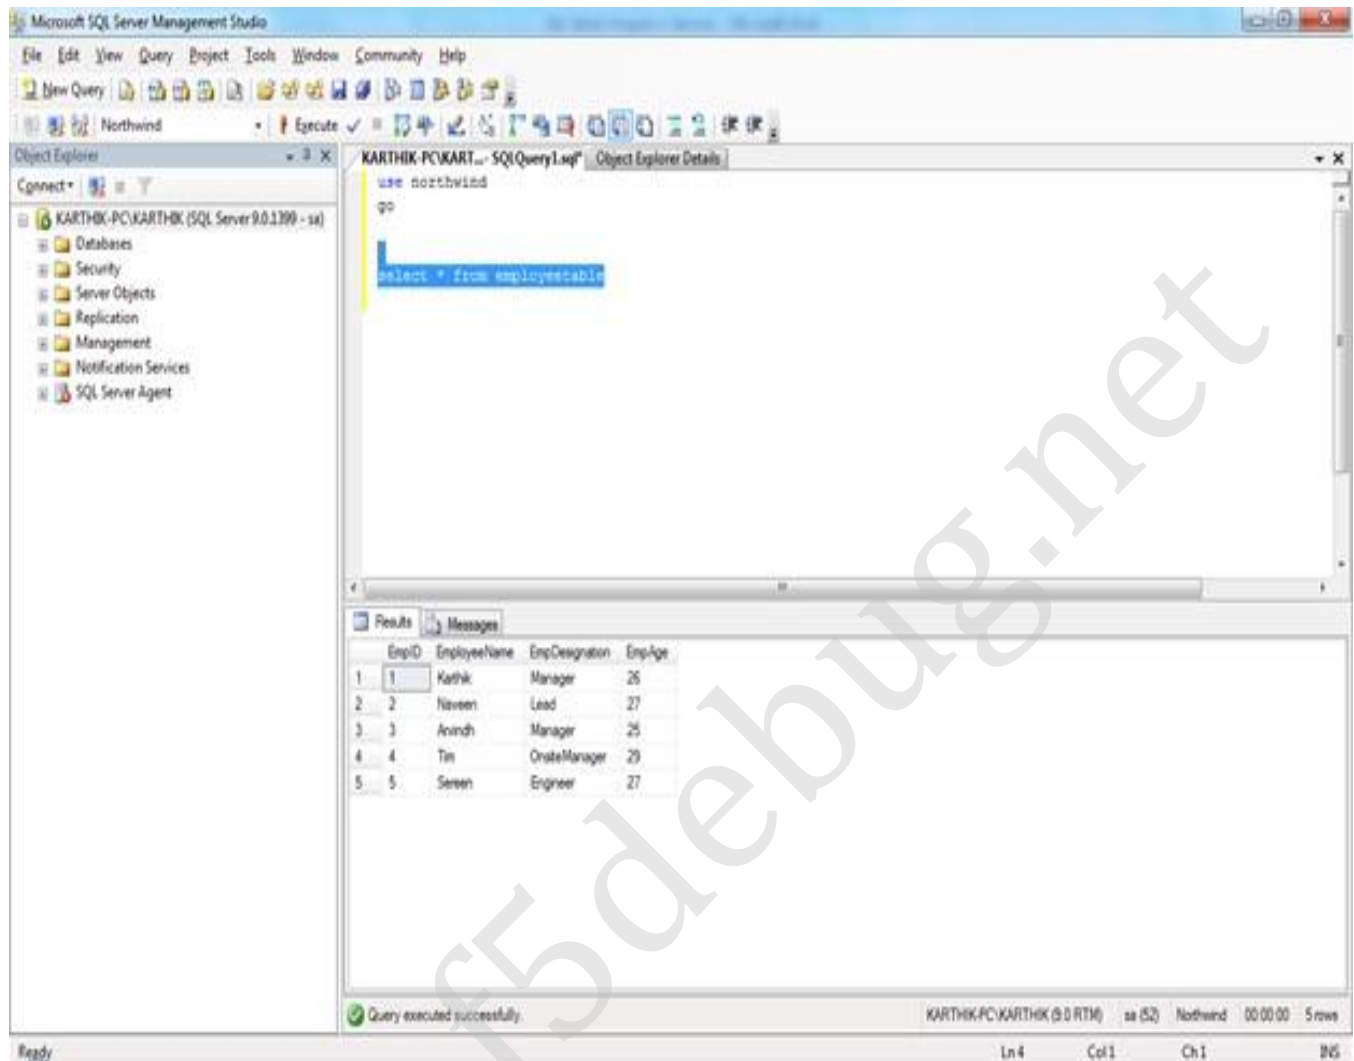 Microsoft SQL Server Management Studio
File Edit View Query Project Tools Window Community Help
New Query
Northwind Execute
Object Explorer
KARTHIK-PC\KART...- SQLQuery1.sql* Object Explorer Details
Connect
KARTHIK-PC\KARTHIK (SQL Server 9.0.1399 - sa)
Databases
Security
Server Objects
Replication
Management
Notification Services
SQL Server Agent
use northwind
go
select * from employeetable
Results Messages
EmpID EmployeeName EmpDesignation EmpAge
1 1 Karthik Manager 26
2 2 Naveen Lead 27
3 3 Arvindh Manager 25
4 4 Tim OnsiteManager 29
5 5 Sereen Engineer 27
Query executed successfully. KARTHIK-PC\KARTHIK (9.0 RTM) sa (52) Northwind 00:00:00 5 rows
Ready Ln 4 Col 1 Ch 1 INS
f5debug.net